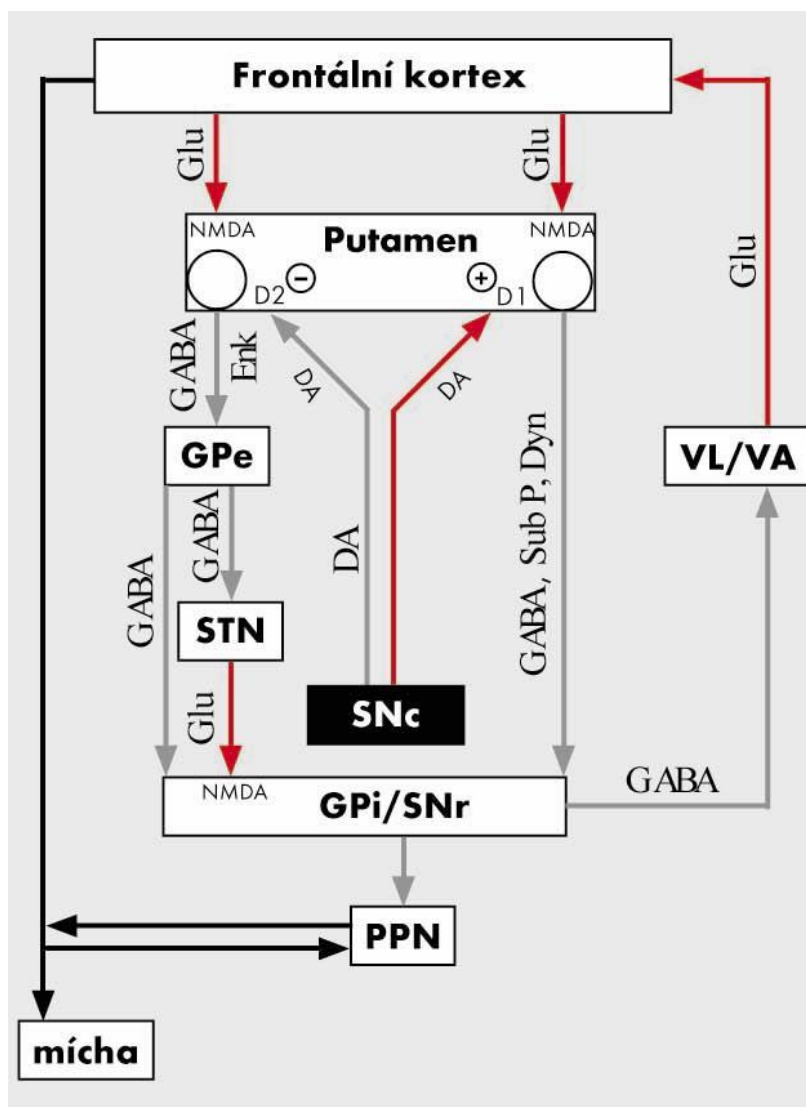 Frontální kortex
Glu
Glu
NMDA
Putamen
NMDA
D2
−
+
D1
Glu
GABA
Enk
DA
DA
GPe
VL/VA
GABA
GABA
DA
GABA, Sub P, Dyn
STN
Glu
SNc
NMDA
GPi/SNr
GABA
PPN
mícha